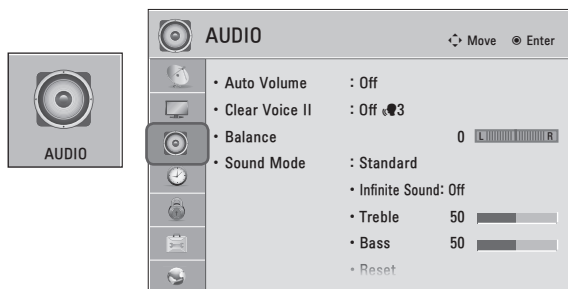 AUDIO
AUDIO
Move Enter
• Auto Volume : Off
• Clear Voice II : Off 3
• Balance 0 L R
• Sound Mode : Standard
• Infinite Sound: Off
• Treble 50
• Bass 50
• Reset